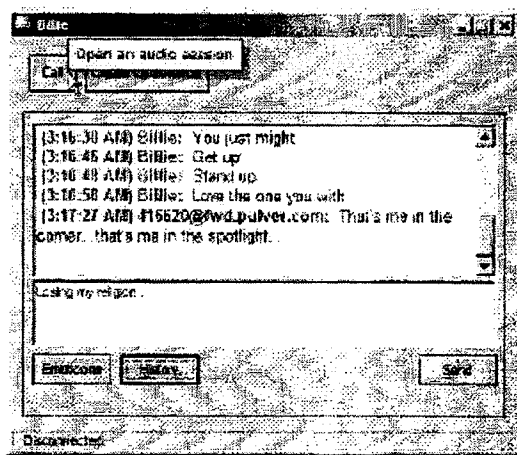 Billie
Open an audio session
Call
(3:16:30 AM) Billie: You just might
(3:16:46 AM) Billie: Get up
(3:16:48 AM) Billie: Stand up
(3:16:58 AM) Billie: Love the one you with
(3:17:27 AM) f16620@fwd.pulver.com: That's me in the
corner.. that's me in the spotlight. .
Losing my religion .
Emoticons History Send
Disconnected